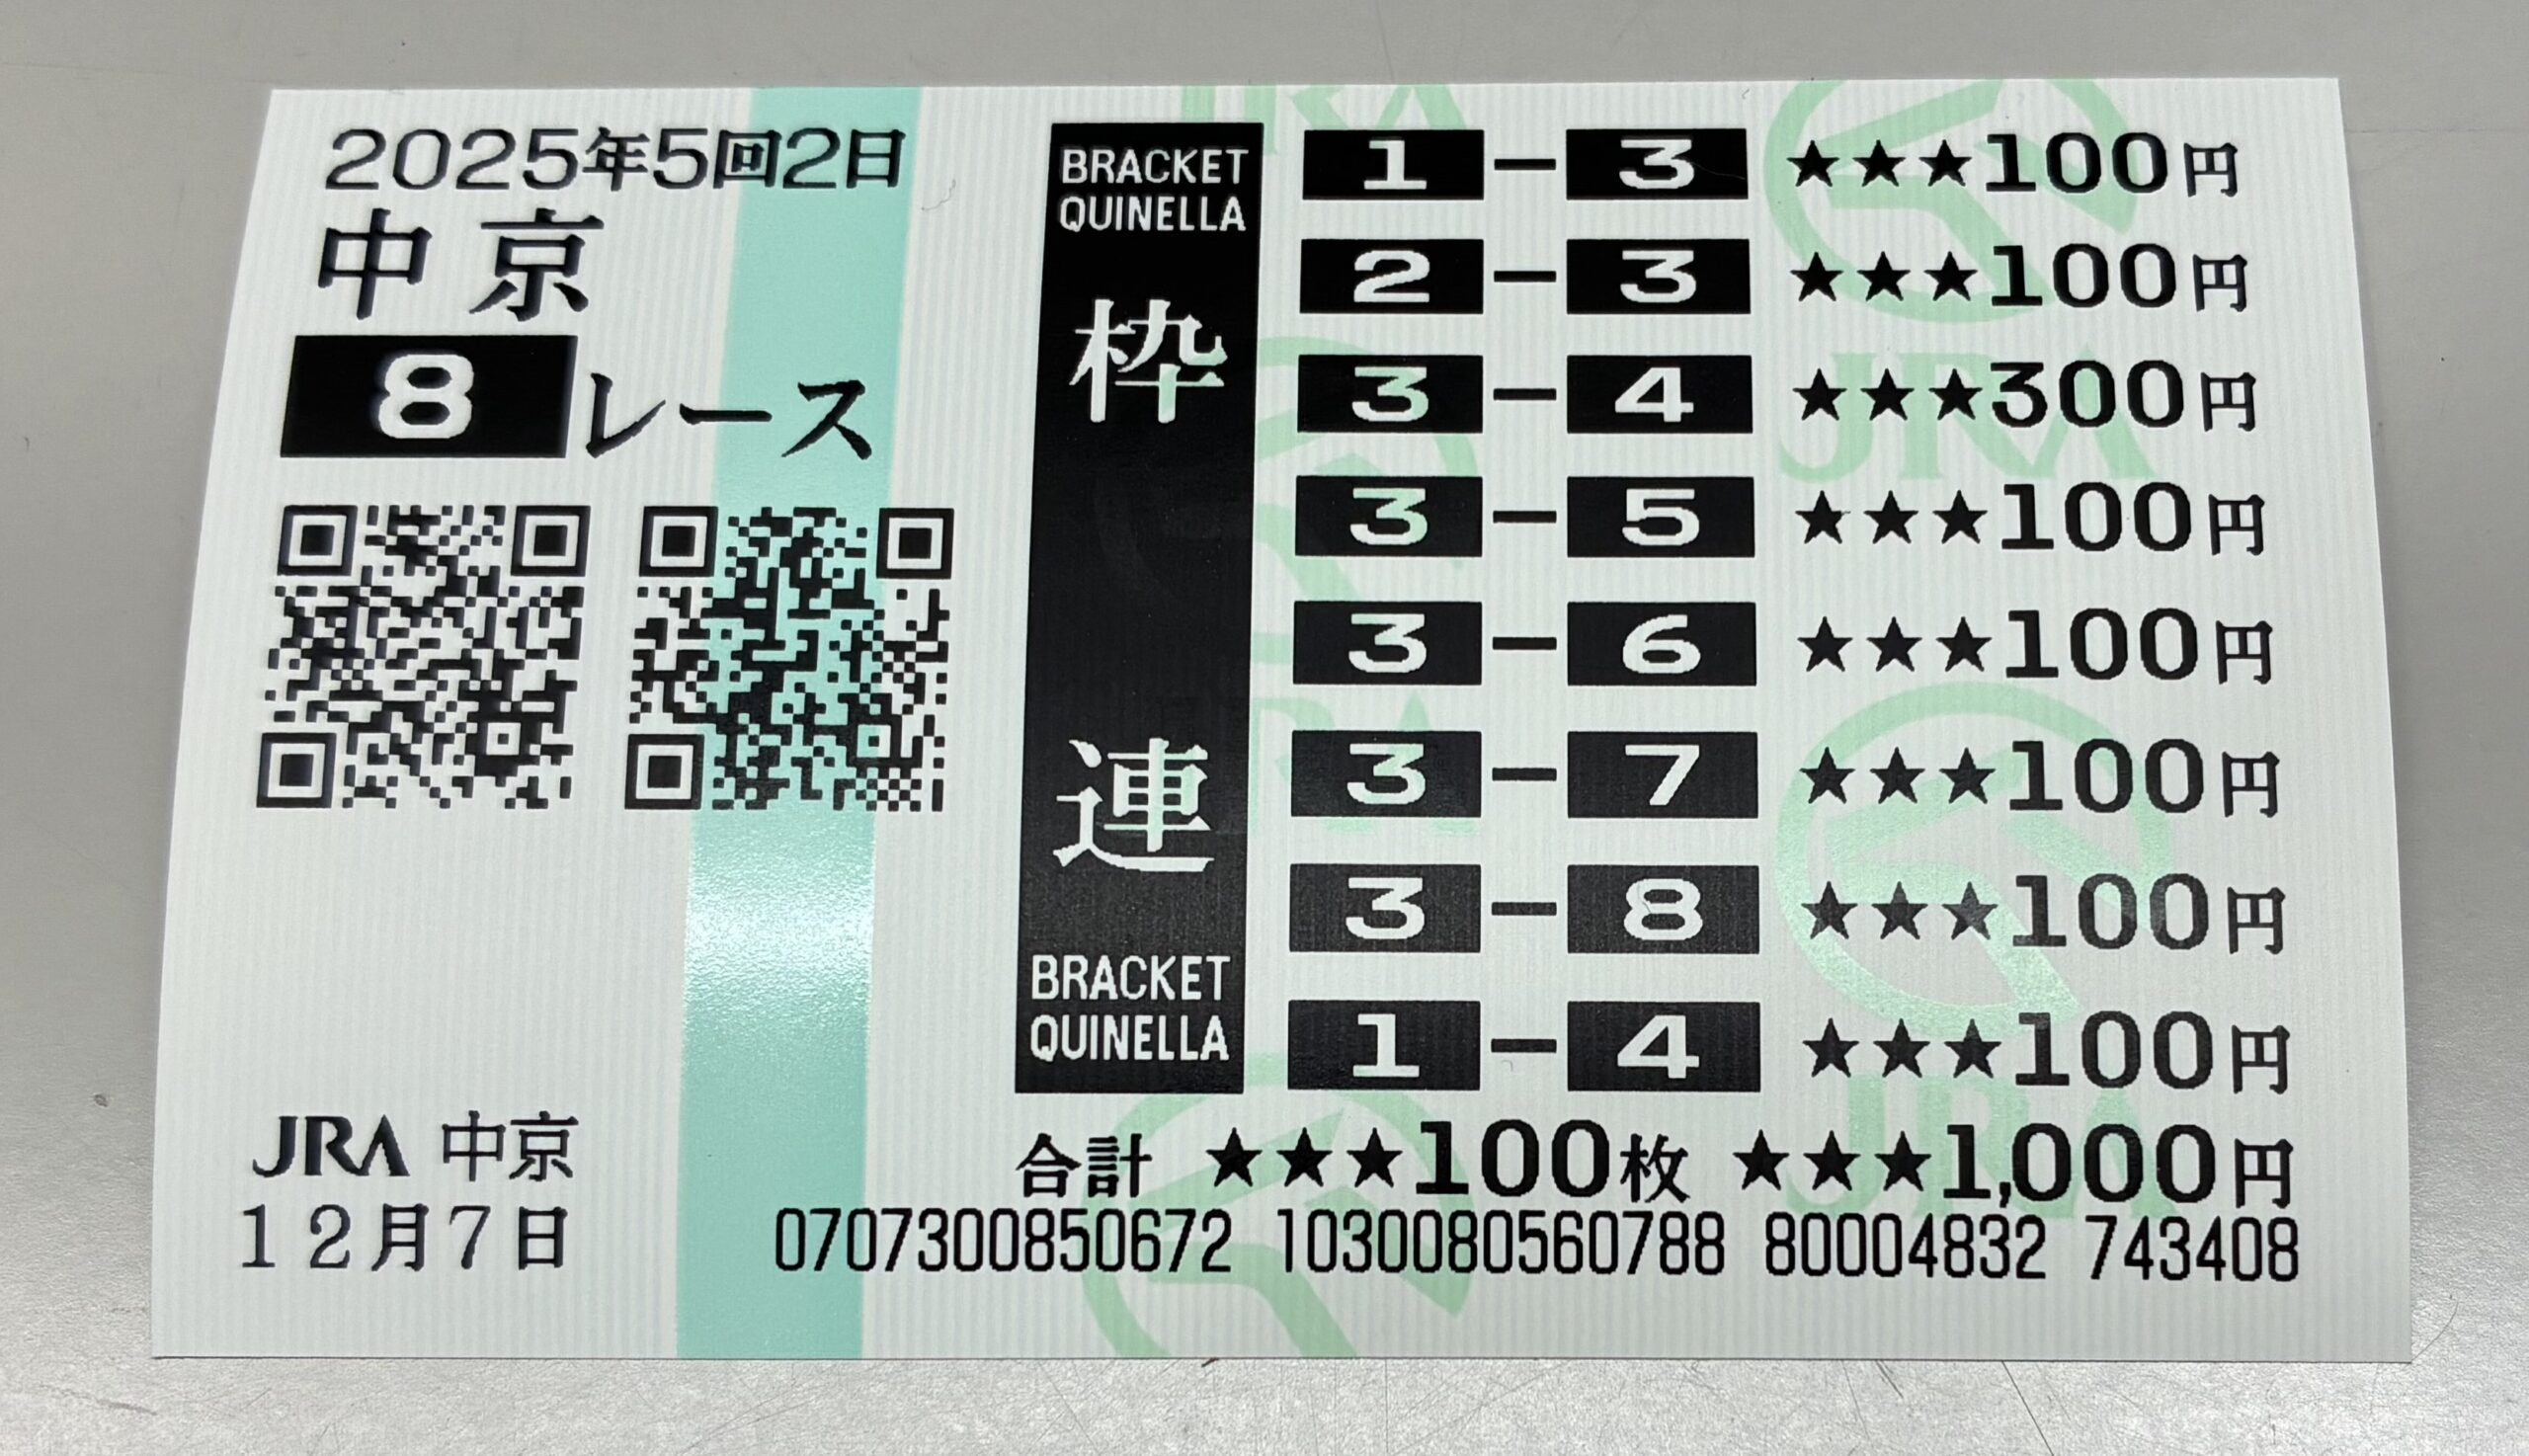 2025年5回2日
中京
8レース
BRACKET
QUINELLA
枠
連
BRACKET
QUINELLA
1-3 ★★★100円
2-3 ★★★100円
3-4 ★★★300円
3-5 ★★★100円
3-6 ★★★100円
3-7 ★★★100円
3-8 ★★★100円
1-4 ★★★100円
合計 ★★★100枚 ★★★1,000円
JRA 中京
12月7日
0707300850672 1030080560788 80004832 743408
JRA
JRA
JRA
JRA